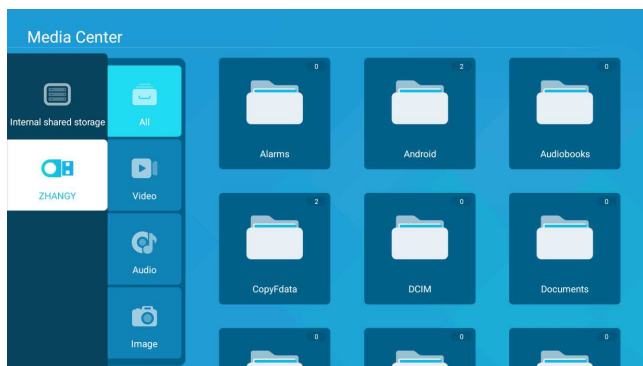 Media Center
Internal shared storage
ZHANGY
All
Video
Audio
Image
0
2
0
Alarms
Android
Audiobooks
2
0
0
CopyFdata
DCIM
Documents
0
0
0